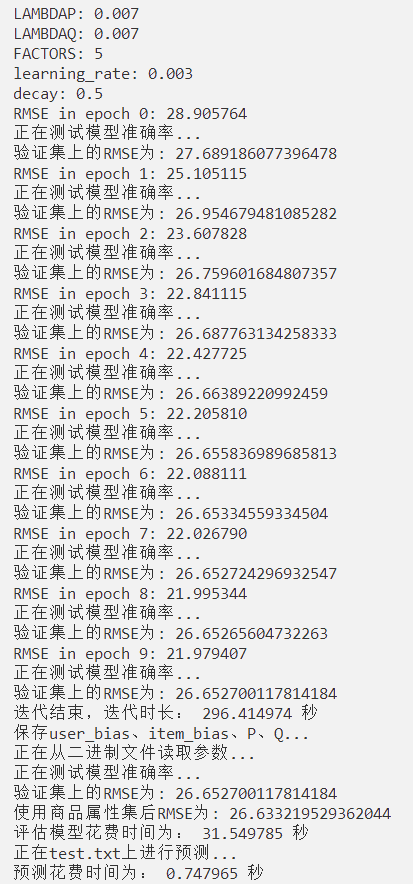 LAMBDAP: 0.007
LAMBDAQ: 0.007
FACTORS: 5
learning_rate: 0.003
decay: 0.5
RMSE in epoch 0: 28.905764
正在测试模型准确率...
验证集上的RMSE为: 27.689186077396478
RMSE in epoch 1: 25.105115
正在测试模型准确率...
验证集上的RMSE为: 26.954679481085282
RMSE in epoch 2: 23.607828
正在测试模型准确率...
验证集上的RMSE为: 26.759601684807357
RMSE in epoch 3: 22.841115
正在测试模型准确率...
验证集上的RMSE为: 26.687763134258333
RMSE in epoch 4: 22.427725
正在测试模型准确率...
验证集上的RMSE为: 26.66389220992459
RMSE in epoch 5: 22.205810
正在测试模型准确率...
验证集上的RMSE为: 26.655836989685813
RMSE in epoch 6: 22.088111
正在测试模型准确率...
验证集上的RMSE为: 26.65334559334504
RMSE in epoch 7: 22.026790
正在测试模型准确率...
验证集上的RMSE为: 26.652724296932547
RMSE in epoch 8: 21.995344
正在测试模型准确率...
验证集上的RMSE为: 26.65265604732263
RMSE in epoch 9: 21.979407
正在测试模型准确率...
验证集上的RMSE为: 26.652700117814184
迭代结束，迭代时长： 296.414974 秒
保存user_bias、item_bias、P、Q...
正在从二进制文件读取参数...
正在测试模型准确率...
验证集上的RMSE为: 26.652700117814184
使用商品属性集后RMSE为: 26.633219529362044
评估模型花费时间为： 31.549785 秒
正在test.txt上进行预测...
预测花费时间为： 0.747965 秒